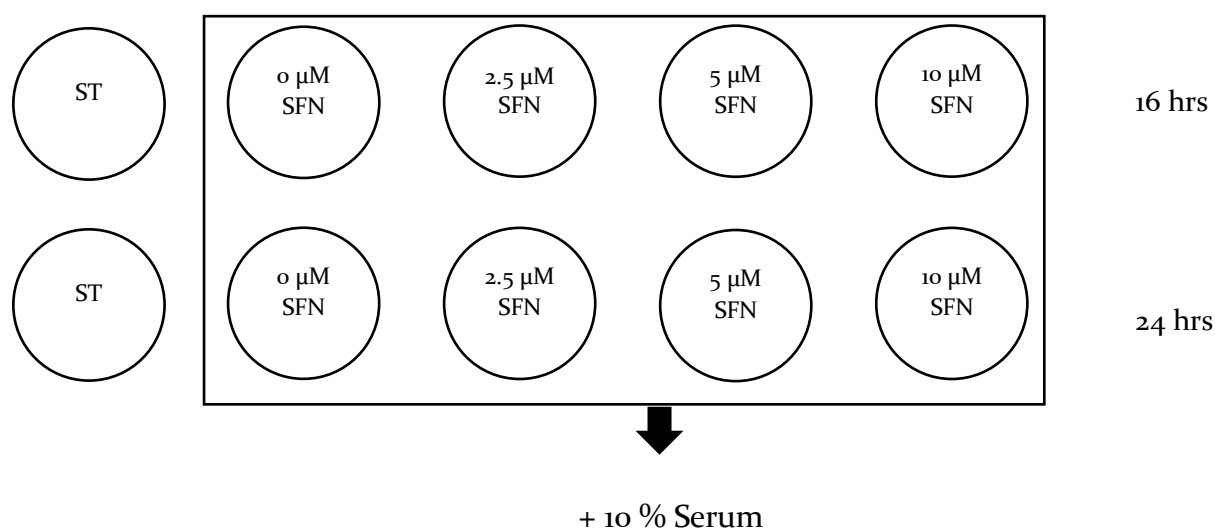 ST
0 µM
SFN
2.5 µM
SFN
5 µM
SFN
10 µM
SFN
16 hrs
ST
0 µM
SFN
2.5 µM
SFN
5 µM
SFN
10 µM
SFN
24 hrs
+ 10 % Serum